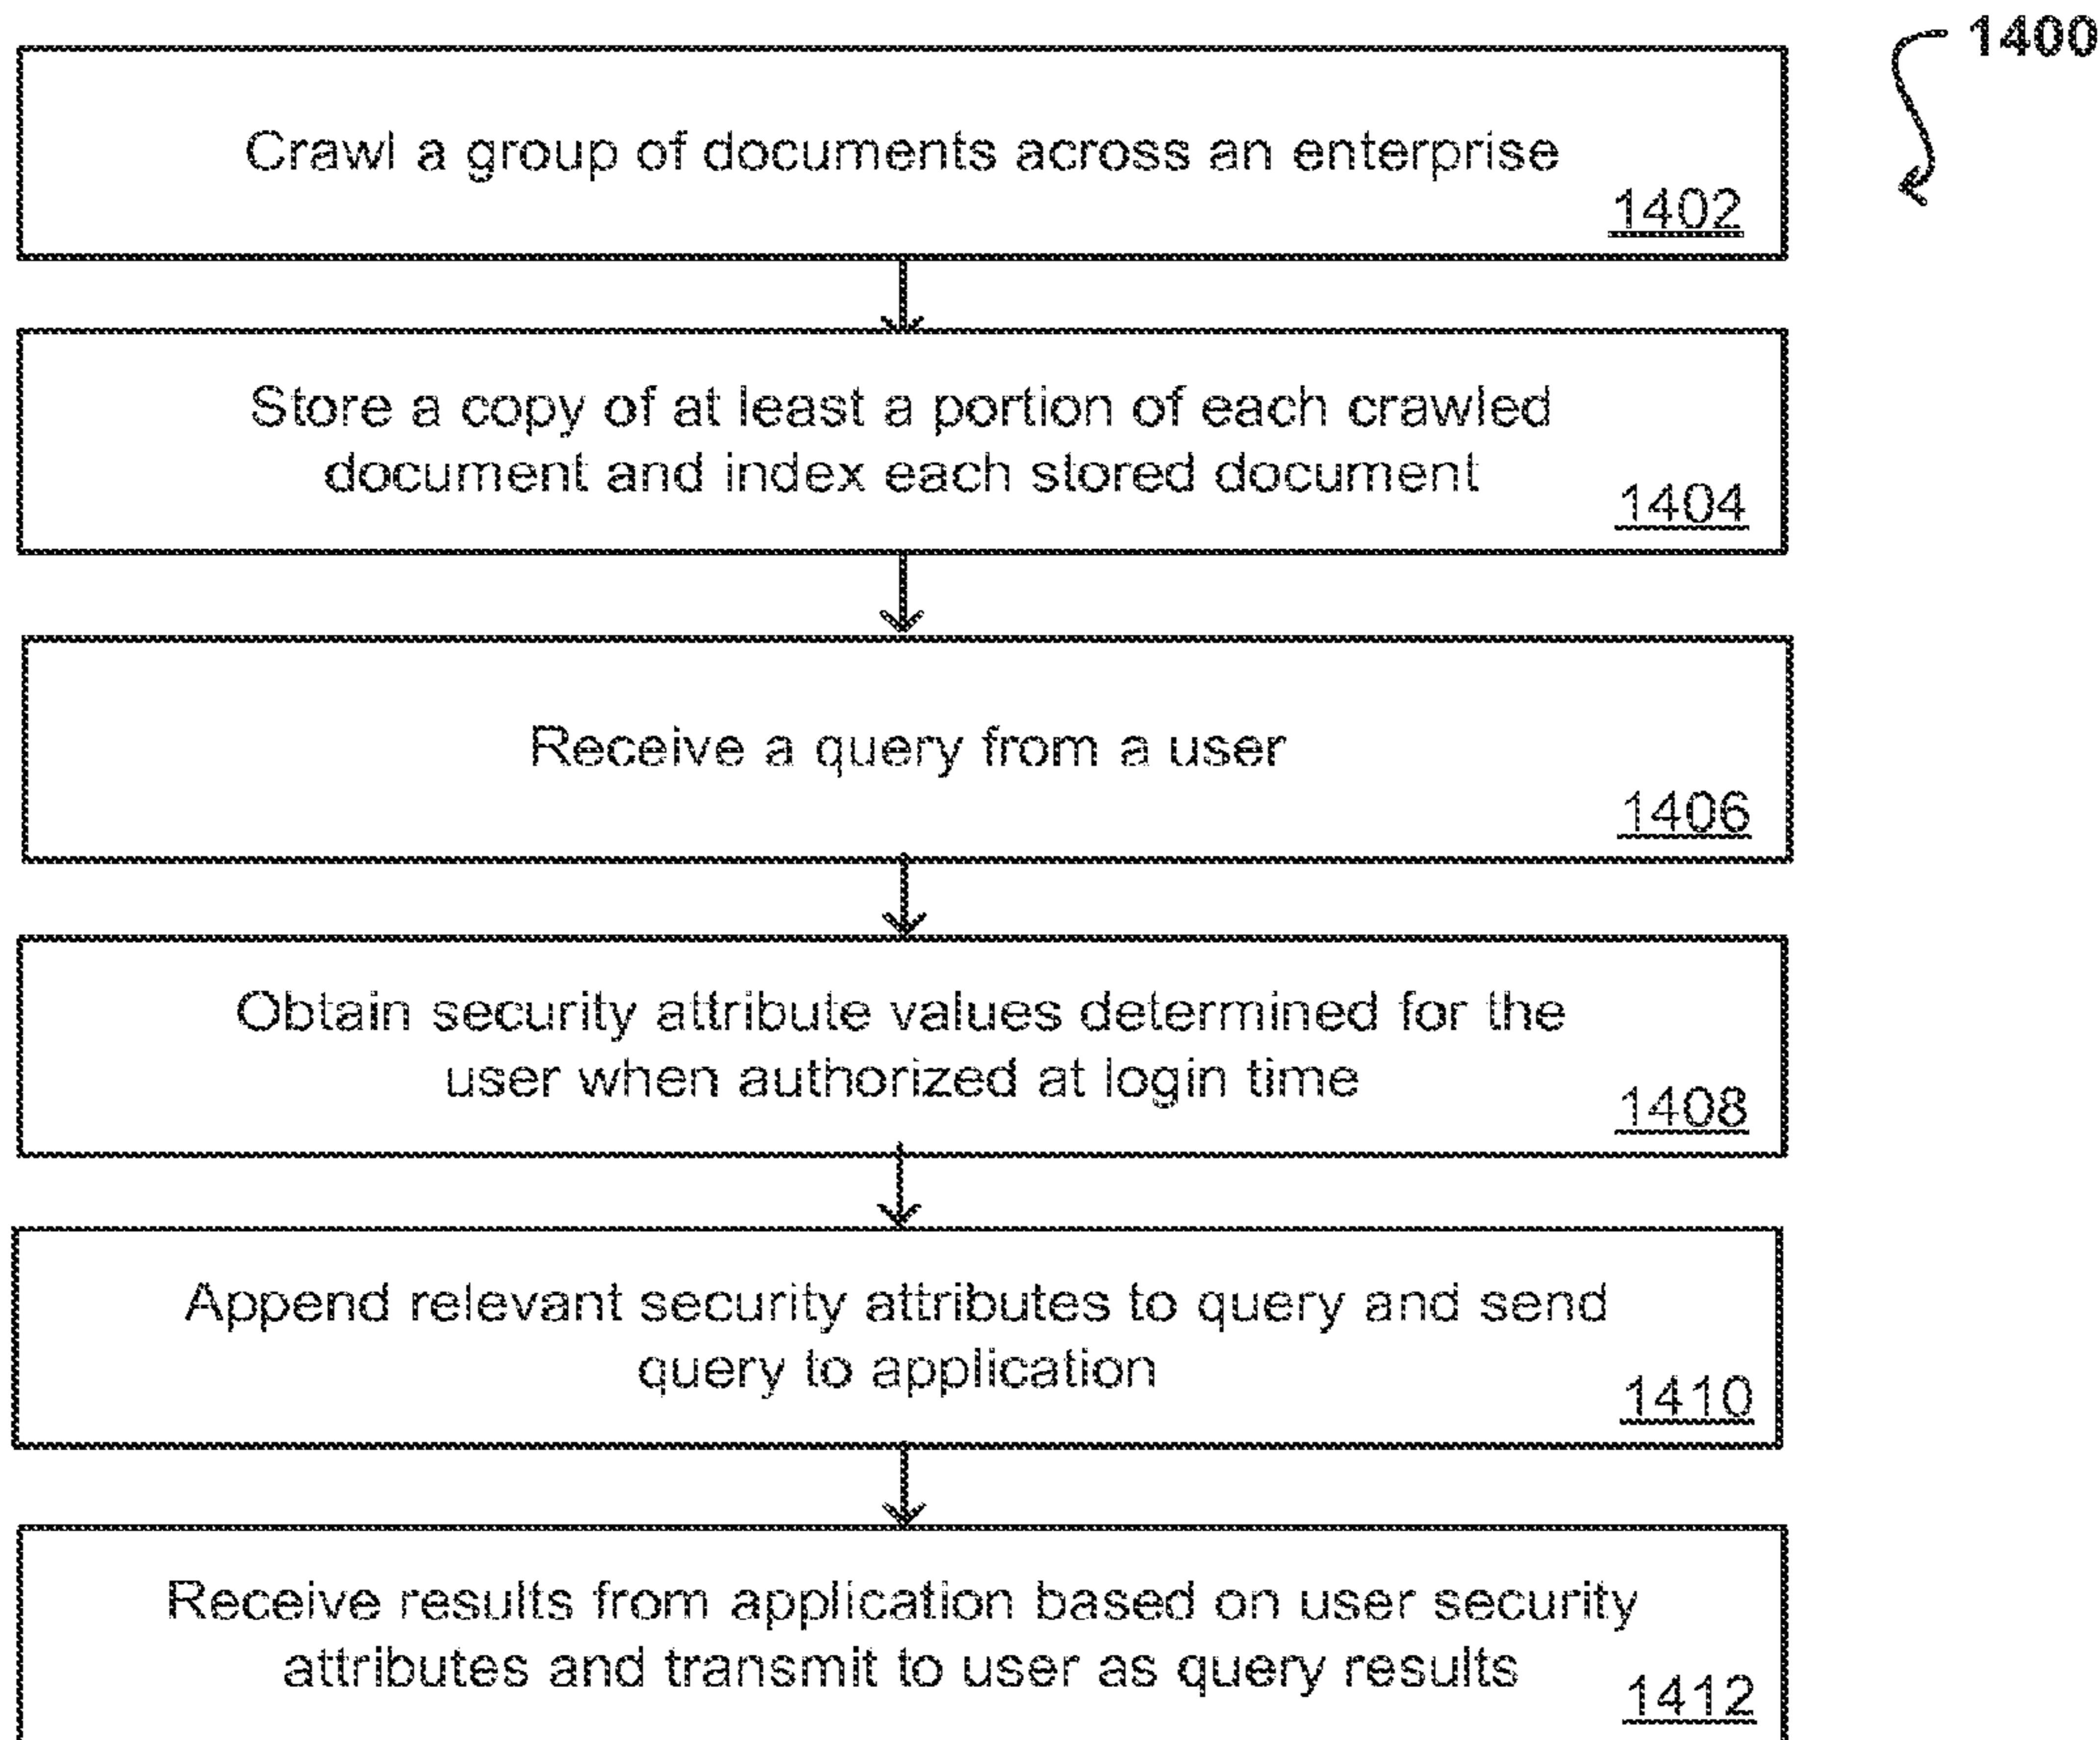 1400
Crawl a group of documents across an enterprise
1402
Store a copy of at least a portion of each crawled
document and index each stored document
1404
Receive a query from a user
1406
Obtain security attribute values determined for the
user when authorized at login time
1408
Append relevant security attributes to query and send
query to application
1410
Receive results from application based on user security
attributes and transmit to user as query results
1412